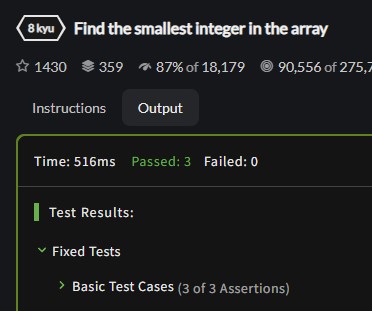 8 kyu Find the smallest integer in the array
1430 359 87% of 18,179 90,556 of 275,7
Instructions Output
Time: 516ms Passed: 3 Failed: 0
Test Results:
Fixed Tests
Basic Test Cases (3 of 3 Assertions)